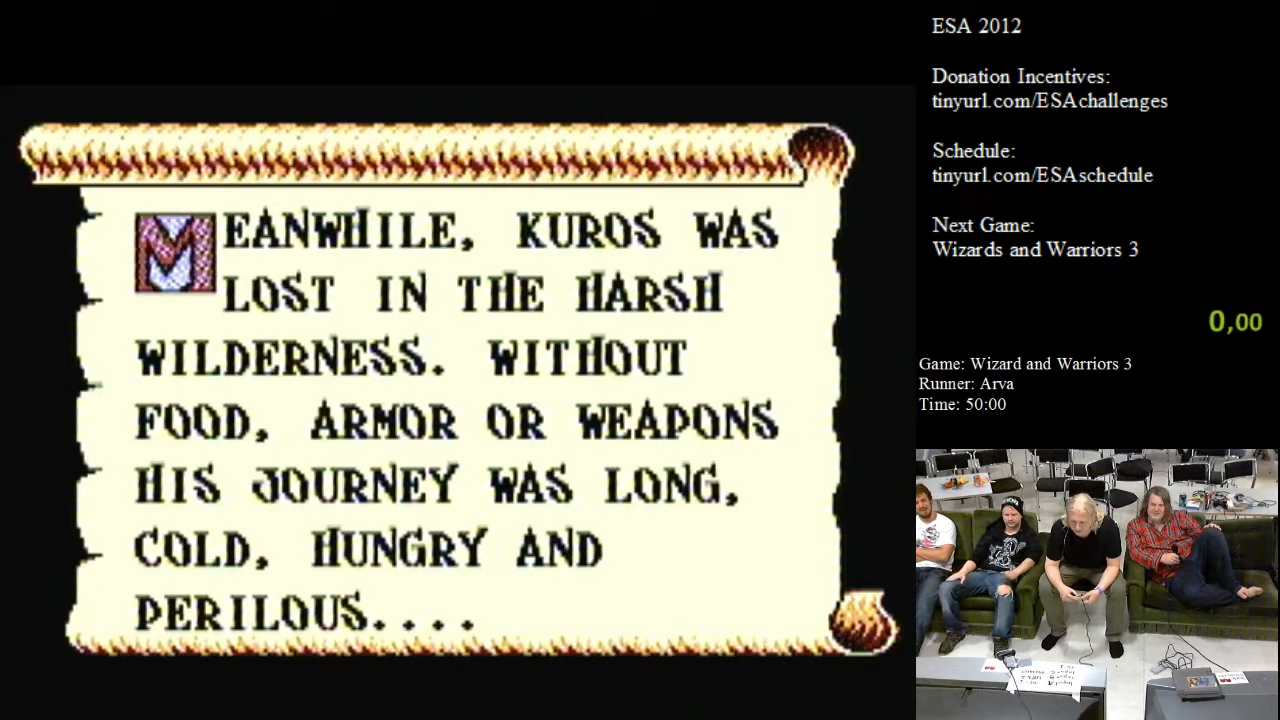 MEANWHILE, KUROS WAS
LOST IN THE HARSH
WILDERNESS. WITHOUT
FOOD, ARMOR OR WEAPONS
HIS JOURNEY WAS LONG,
COLD, HUNGRY AND
PERILOUS....
ESA 2012
Donation Incentives:
tinyurl.com/ESAchallenges
Schedule:
tinyurl.com/ESAschedule
Next Game:
Wizards and Warriors 3
0,00
Game: Wizard and Warriors 3
Runner: Arva
Time: 50:00